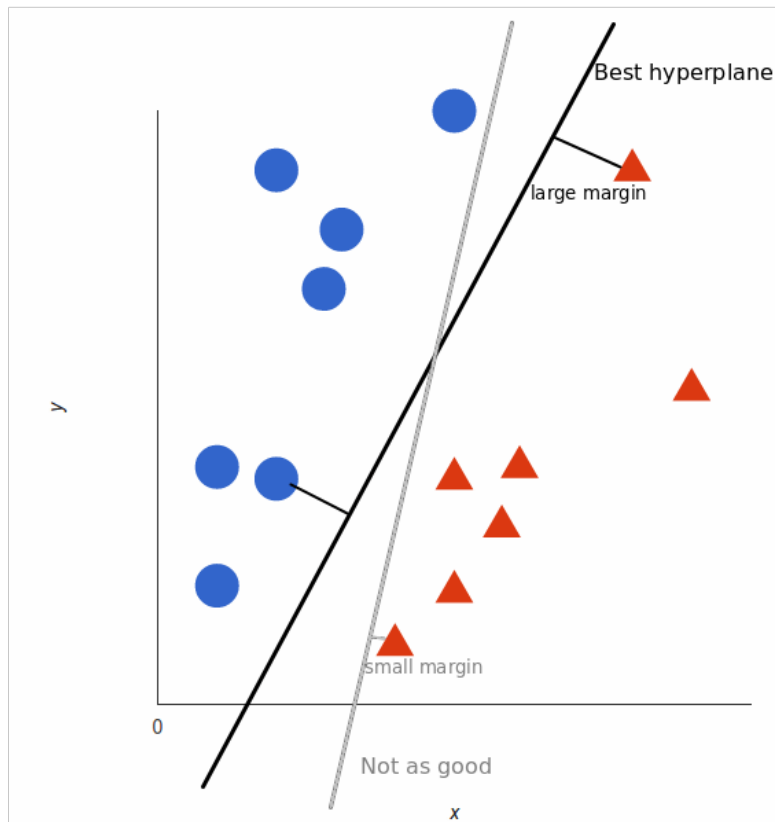 Best hyperplane
large margin
y
small margin
0
Not as good
x